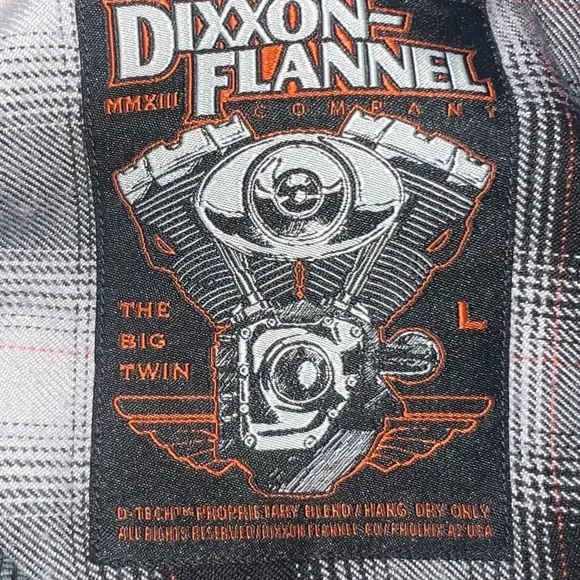 DIXXON-
FLANNEL
MMXIII COMPANY
THE
BIG
TWIN
L
D-TECH™ PROPRIETARY BLEND / HANG DRY ONLY
ALL RIGHTS RESERVED/DIXXON FLANNEL CO/PHOENIX AZ USA